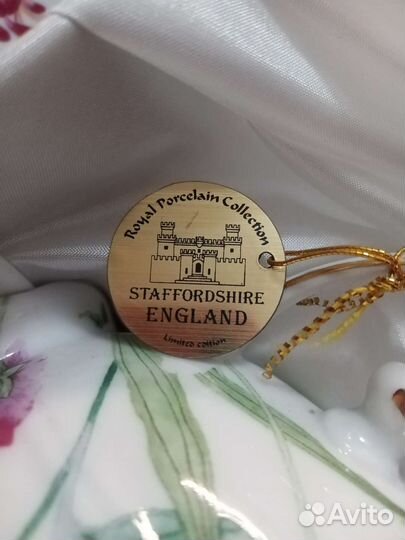 Royal Porcelain Collection
STAFFORDSHIRE
ENGLAND
Limited edition
Avito